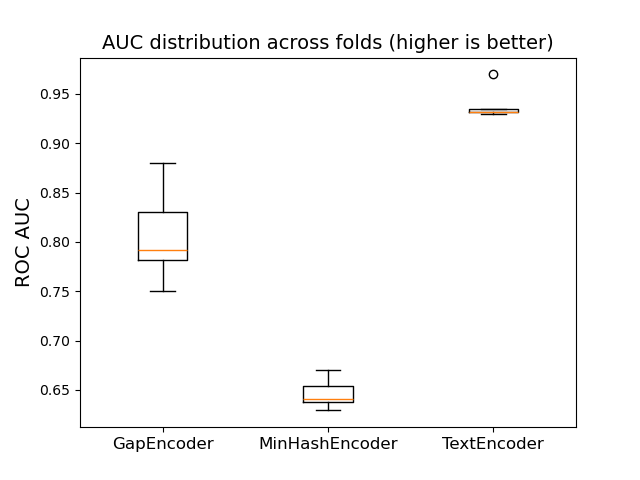 AUC distribution across folds (higher is better)
ROC AUC
0.95
0.90
0.85
0.80
0.75
0.70
0.65
GapEncoder
MinHashEncoder
TextEncoder